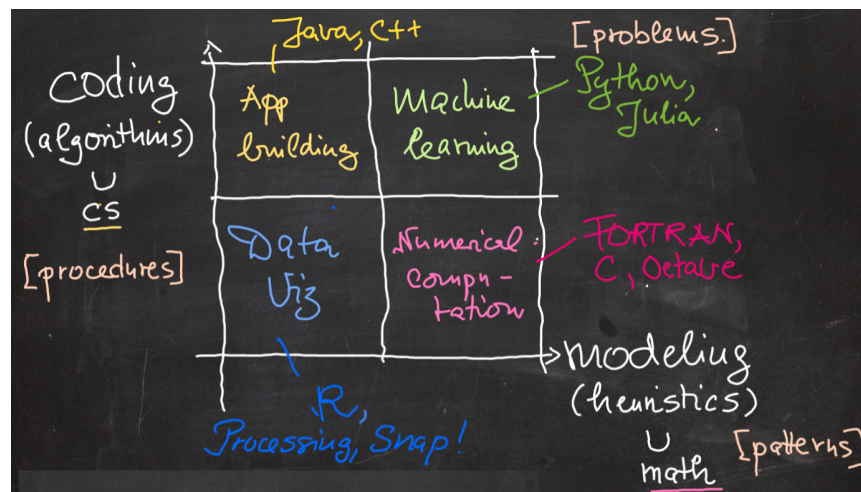 Java, C++
[problems.]
coding
(algorithms)
∪
CS
[procedures]
App
building
Machine
learning
Python,
Julia
Data
Viz
Numerical
Compu-
tation
FORTRAN,
C, Octave
modeling
(heuristics)
∪
math
[patterns]
R,
Processing, Snap!